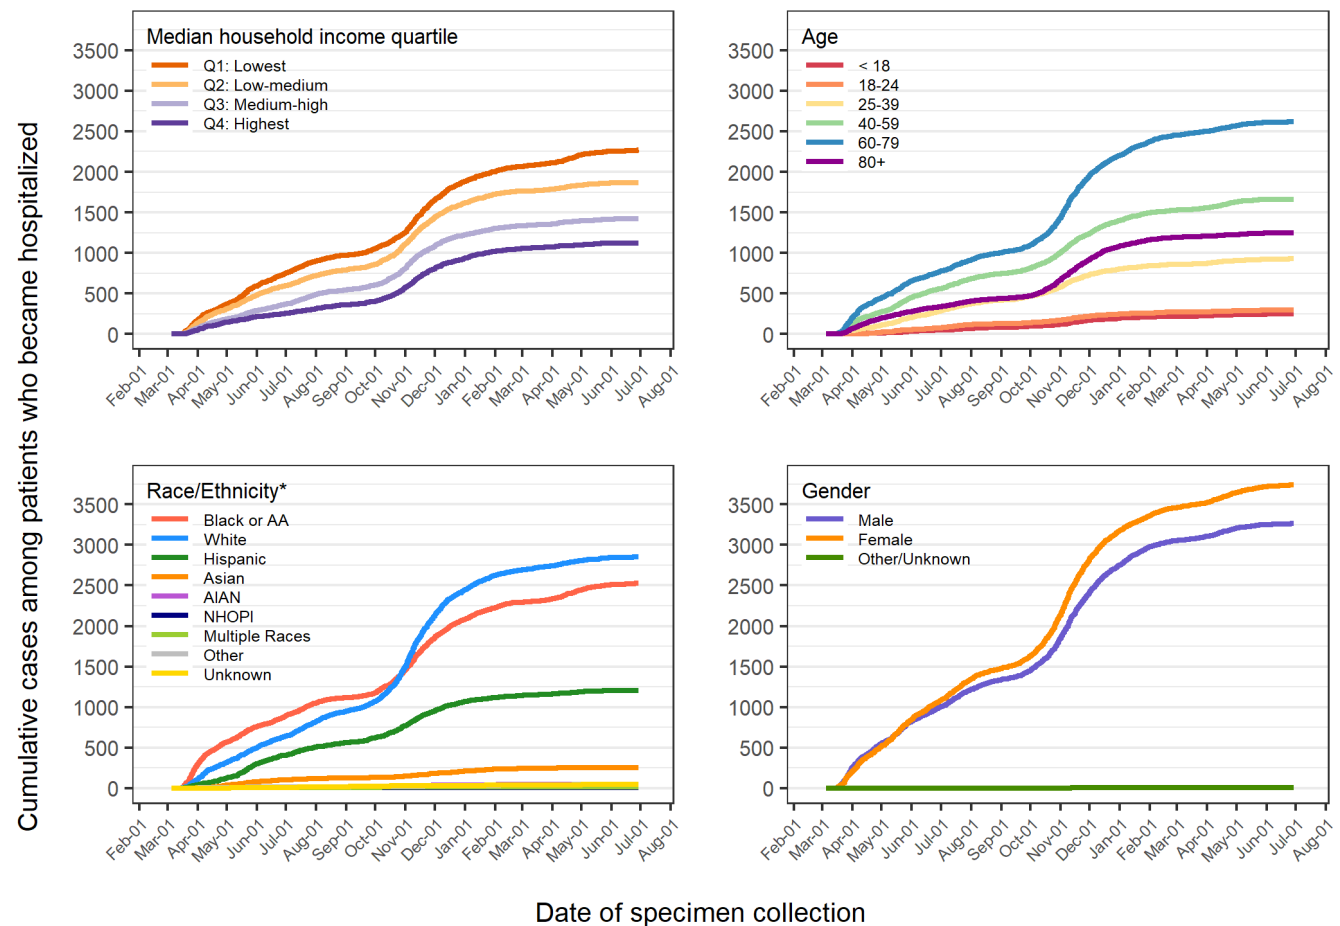 Cumulative cases among patients who became hospitalized
Median household income quartile
Q1: Lowest
Q2: Low-medium
Q3: Medium-high
Q4: Highest
3500
3000
2500
2000
1500
1000
500
0
Feb-01 Mar-01 Apr-01 May-01 Jun-01 Jul-01 Aug-01 Sep-01 Oct-01 Nov-01 Dec-01 Jan-01 Feb-01 Mar-01 Apr-01 May-01 Jun-01 Jul-01 Aug-01
Age
< 18
18-24
25-39
40-59
60-79
80+
3500
3000
2500
2000
1500
1000
500
0
Feb-01 Mar-01 Apr-01 May-01 Jun-01 Jul-01 Aug-01 Sep-01 Oct-01 Nov-01 Dec-01 Jan-01 Feb-01 Mar-01 Apr-01 May-01 Jun-01 Jul-01 Aug-01
Race/Ethnicity*
Black or AA
White
Hispanic
Asian
AIAN
NHOPI
Multiple Races
Other
Unknown
3500
3000
2500
2000
1500
1000
500
0
Feb-01 Mar-01 Apr-01 May-01 Jun-01 Jul-01 Aug-01 Sep-01 Oct-01 Nov-01 Dec-01 Jan-01 Feb-01 Mar-01 Apr-01 May-01 Jun-01 Jul-01 Aug-01
Gender
Male
Female
Other/Unknown
3500
3000
2500
2000
1500
1000
500
0
Feb-01 Mar-01 Apr-01 May-01 Jun-01 Jul-01 Aug-01 Sep-01 Oct-01 Nov-01 Dec-01 Jan-01 Feb-01 Mar-01 Apr-01 May-01 Jun-01 Jul-01 Aug-01
Date of specimen collection